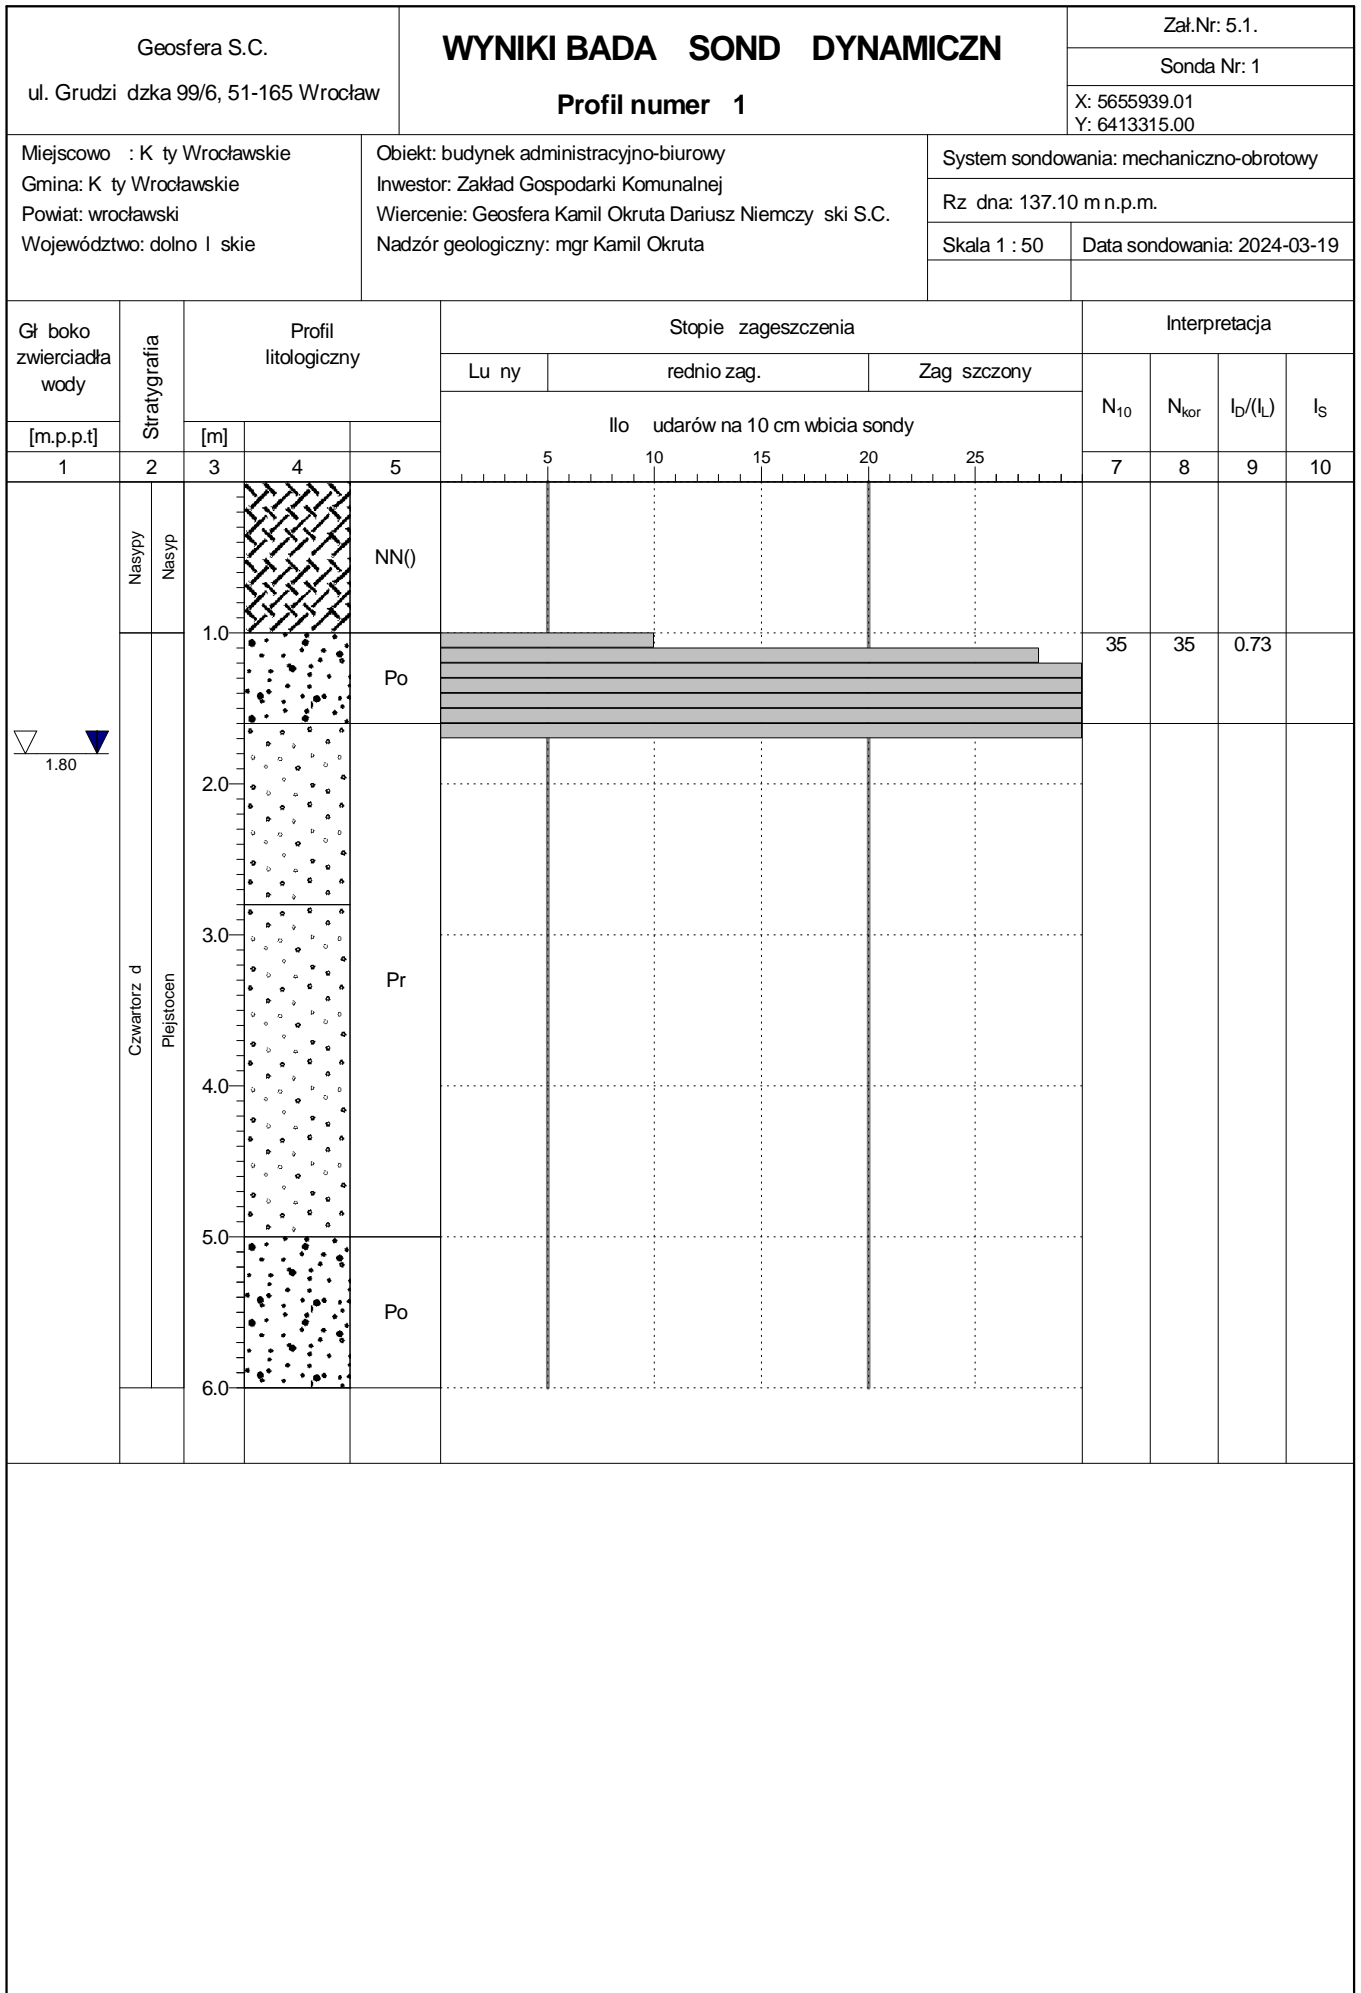 Geosfera S.C.
ul. Grudzi dzka 99/6, 51-165 Wrocław
WYNIKI BADA SOND DYNAMICZN
Profil numer 1
Zał.Nr: 5.1.
Sonda Nr: 1
X: 5655939.01
Y: 6413315.00
Miejscowo : K ty Wrocławskie
Gmina: K ty Wrocławskie
Powiat: wrocławski
Województwo: dolno l skie
Obiekt: budynek administracyjno-biurowy
Inwestor: Zakład Gospodarki Komunalnej
Wiercenie: Geosfera Kamil Okruta Dariusz Niemczy ski S.C.
Nadzór geologiczny: mgr Kamil Okruta
System sondowania: mechaniczno-obrotowy
Rz dna: 137.10 m n.p.m.
Skala 1 : 50
Data sondowania: 2024-03-19
Gł boko
zwierciadła
wody
[m.p.p.t]
Stratygrafia
Profil
litologiczny
[m]
Stopie zageszczenia
Lu ny
rednio zag.
Zag szczony
Ilo udarów na 10 cm wbicia sondy
5 10 15 20 25
Interpretacja
N10
Nkor
ID/(IL)
IS
1 2 3 4 5 7 8 9 10
Nasypy
Nasyp
NN()
1.0
35 35 0.73
Po
1.80
2.0
3.0
Czwartorz d
Plejstocen
Pr
4.0
5.0
Po
6.0